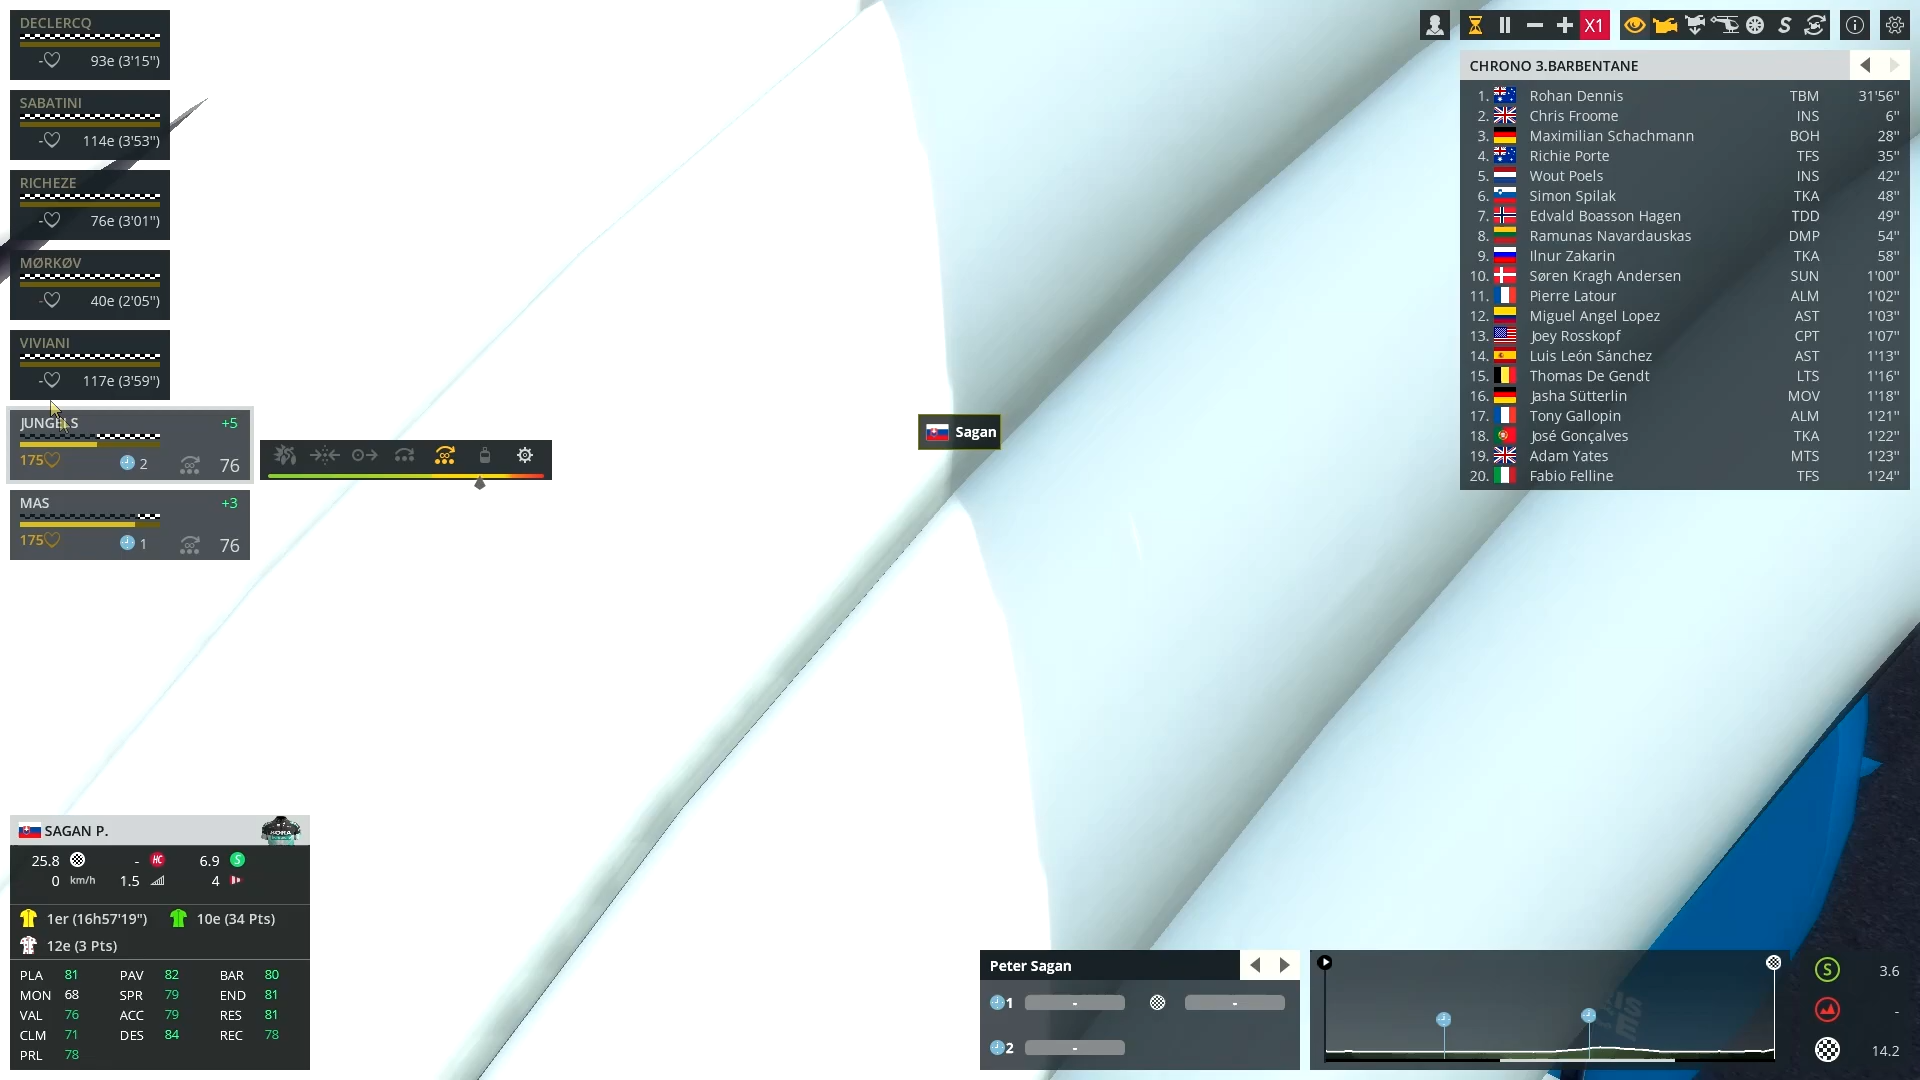 DECLERCQ
93e (3'15'')
SABATINI
114e (3'53'')
RICHEZE
76e (3'01'')
MØRKØV
40e (2'05'')
VIVIANI
117e (3'59'')
JUNGELS +5
175 2 76
MAS +3
175 1 76
X1
CHRONO 3.BARBENTANE
1. Rohan Dennis TBM 31'56''
2. Chris Froome INS 6''
3. Maximilian Schachmann BOH 28''
4. Richie Porte TFS 35''
5. Wout Poels INS 42''
6. Simon Spilak TKA 48''
7. Edvald Boasson Hagen TDD 49''
8. Ramunas Navardauskas DMP 54''
9. Ilnur Zakarin TKA 58''
10. Søren Kragh Andersen SUN 1'00''
11. Pierre Latour ALM 1'02''
12. Miguel Angel Lopez AST 1'03''
13. Joey Rosskopf CPT 1'07''
14. Luis León Sánchez AST 1'13''
15. Thomas De Gendt LTS 1'16''
16. Jasha Sütterlin MOV 1'18''
17. Tony Gallopin ALM 1'21''
18. José Gonçalves TKA 1'22''
19. Adam Yates MTS 1'23''
20. Fabio Felline TFS 1'24''
Sagan
SAGAN P.
25.8 - HC 6.9 S
0 km/h 1.5 4
1er (16h57'19'') 10e (34 Pts)
12e (3 Pts)
PLA 81 PAV 82 BAR 80
MON 68 SPR 79 END 81
VAL 76 ACC 79 RES 81
CLM 71 DES 84 REC 78
PRL 78
Peter Sagan
1 - -
2 -
S 3.6
-
14.2